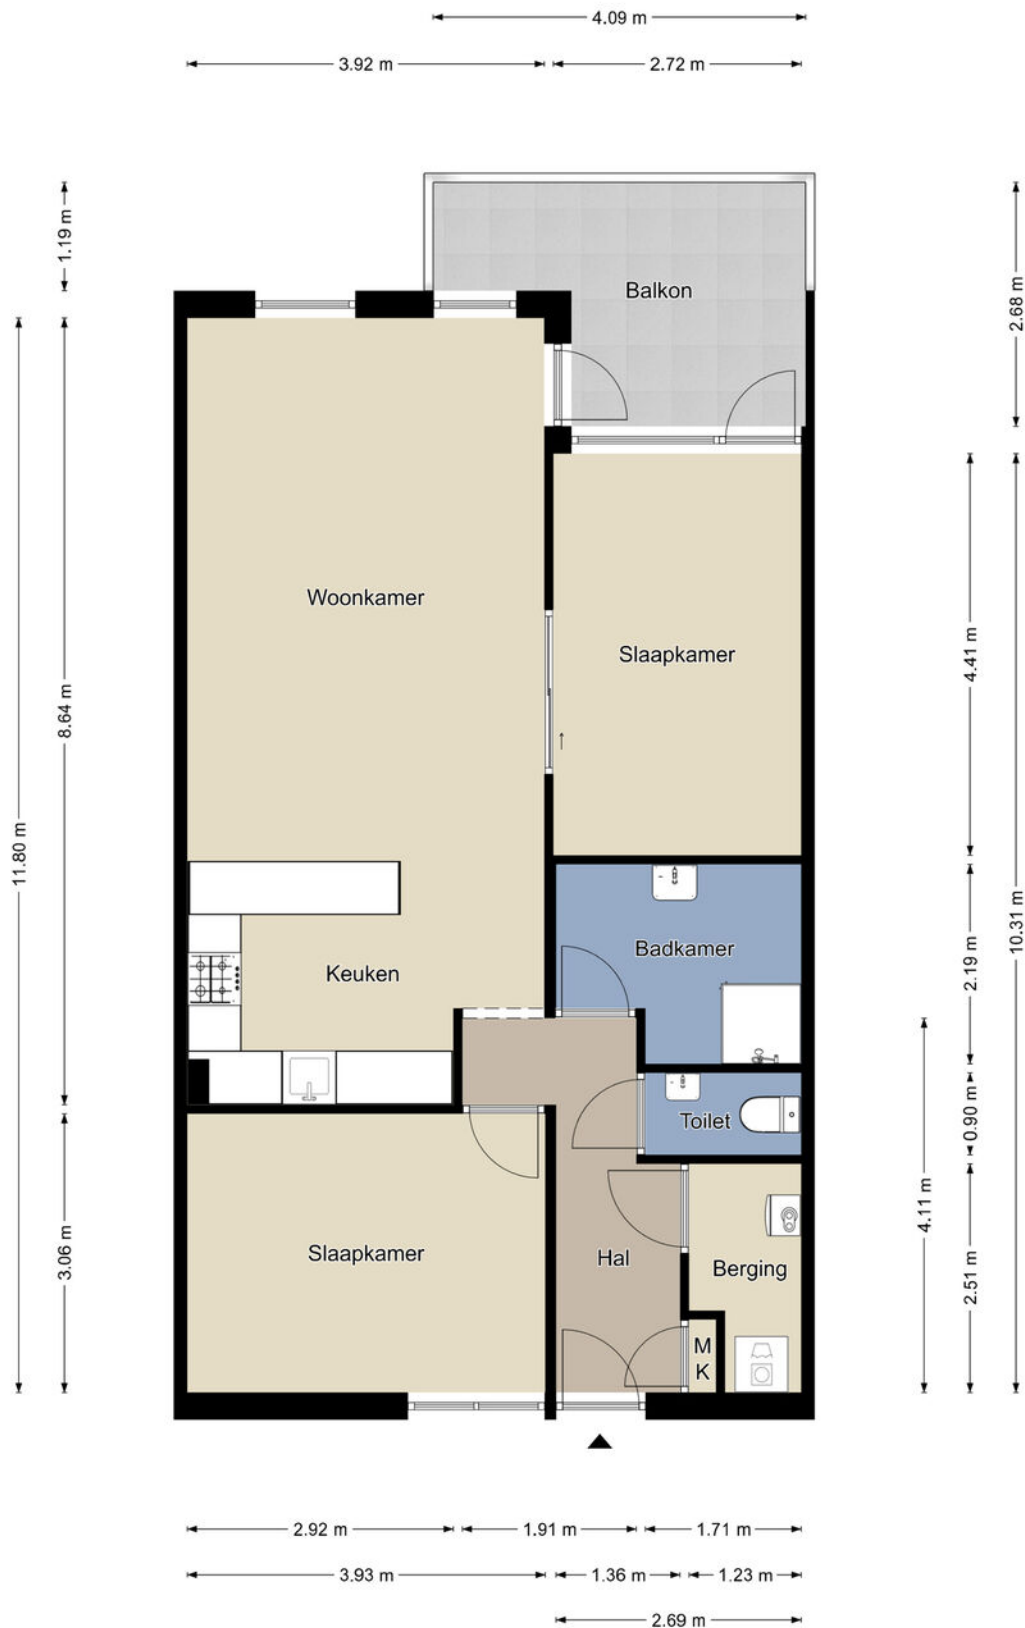 4.09 m
3.92 m
2.72 m
1.19 m
2.68 m
Balkon
Woonkamer
Slaapkamer
4.41 m
8.64 m
11.80 m
10.31 m
Badkamer
2.19 m
Keuken
Toilet
0.90 m
4.11 m
3.06 m
Slaapkamer
Hal
Berging
2.51 m
M
K
2.92 m
1.91 m
1.71 m
3.93 m
1.36 m
1.23 m
2.69 m